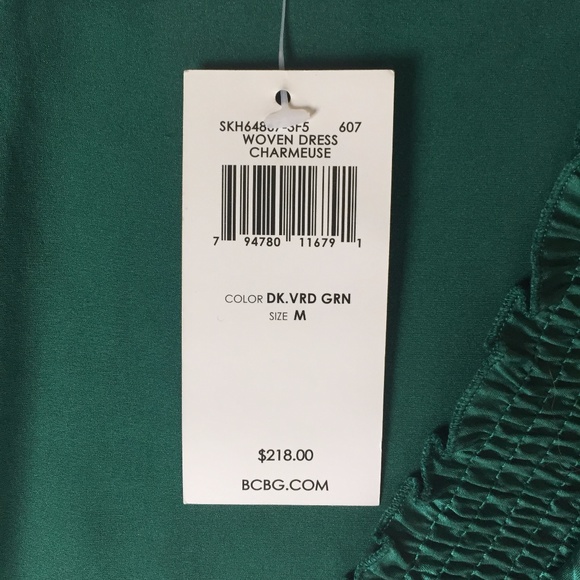 607
WOVEN DRESS
CHARMEUSE
7 94780 11679 1
COLOR DK.VRD GRN
SIZE M
$218.00
BCBG.COM